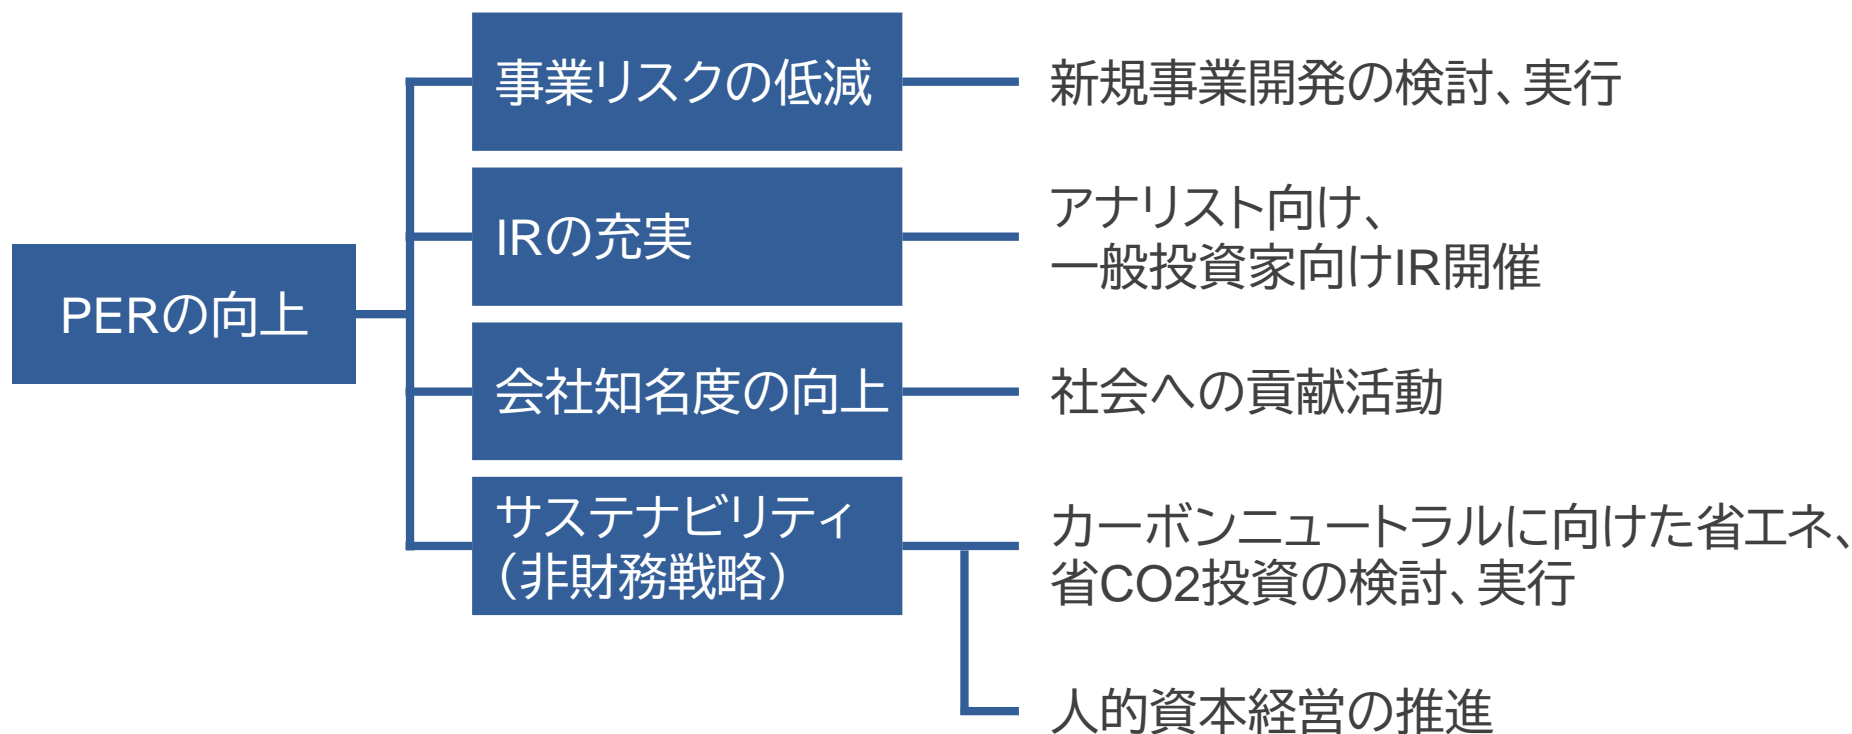 PERの向上
事業リスクの低減
新規事業開発の検討、実行
IRの充実
アナリスト向け、
一般投資家向けIR開催
会社知名度の向上
社会への貢献活動
サステナビリティ
（非財務戦略）
カーボンニュートラルに向けた省エネ、
省CO2投資の検討、実行
人的資本経営の推進